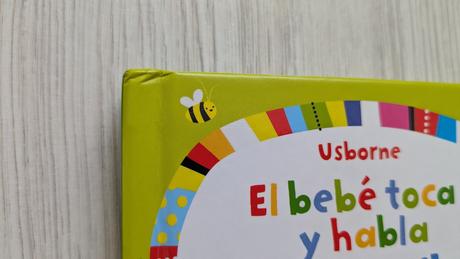 Usborne
El bebé toca
y habla